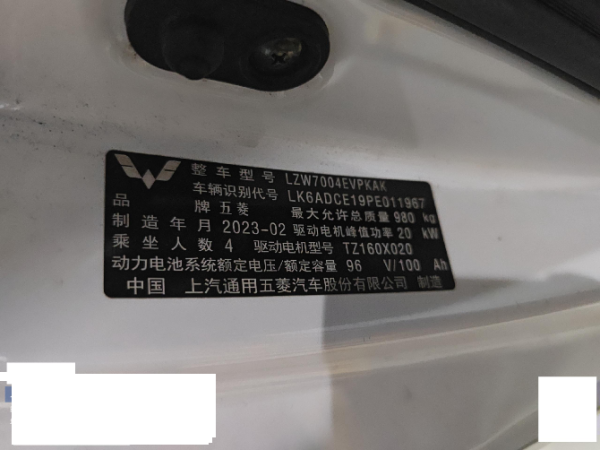 整车型号 LZW7004EVPKAK
车辆识别代号 LK6ADCE19PE011967
品 牌 五菱 最大允许总质量 980 kg
制造年月 2023-02 驱动电机峰值功率 20 kW
乘坐人数 4 驱动电机型号 TZ160X020
动力电池系统额定电压/额定容量 96 V/100 Ah
中国 上汽通用五菱汽车股份有限公司 制造